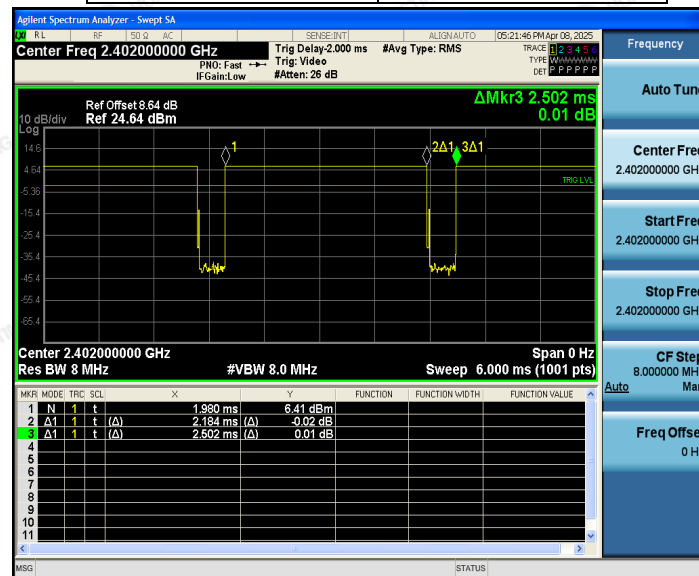 Agilent Spectrum Analyzer - Swept SA
LXI RL RF 50 Ω AC SENSE:INT ALIGNAUTO 05:21:46 PM Apr 08, 2025
Center Freq 2.402000000 GHz
PNO: Fast
IFGain:Low
Trig Delay-2.000 ms
Trig: Video
#Atten: 26 dB
#Avg Type: RMS
TRACE 1 2 3 4 5 6
TYPE W
DET P P P P P P
Frequency
Ref Offset 8.64 dB
Ref 24.64 dBm
ΔMkr3 2.502 ms
0.01 dB
10 dB/div
Log
14.6
4.64
-5.36
-15.4
-25.4
-35.4
-45.4
-55.4
-65.4
1
2Δ1
3Δ1
TRIG LVL
Center 2.402000000 GHz
Span 0 Hz
Res BW 8 MHz
#VBW 8.0 MHz
Sweep 6.000 ms (1001 pts)
MKR MODE TRC SCL X Y FUNCTION FUNCTION WIDTH FUNCTION VALUE
1 N 1 t 1.980 ms 6.41 dBm
2 Δ1 1 t (Δ) 2.184 ms (Δ) -0.02 dB
3 Δ1 1 t (Δ) 2.502 ms (Δ) 0.01 dB
4
5
6
7
8
9
10
11
MSG
STATUS
Auto Tun
Center Fre
2.402000000 GH
Start Fre
2.402000000 GH
Stop Fre
2.402000000 GH
CF Step
8.000000 MH
Auto Ma
Freq Offse
0 H